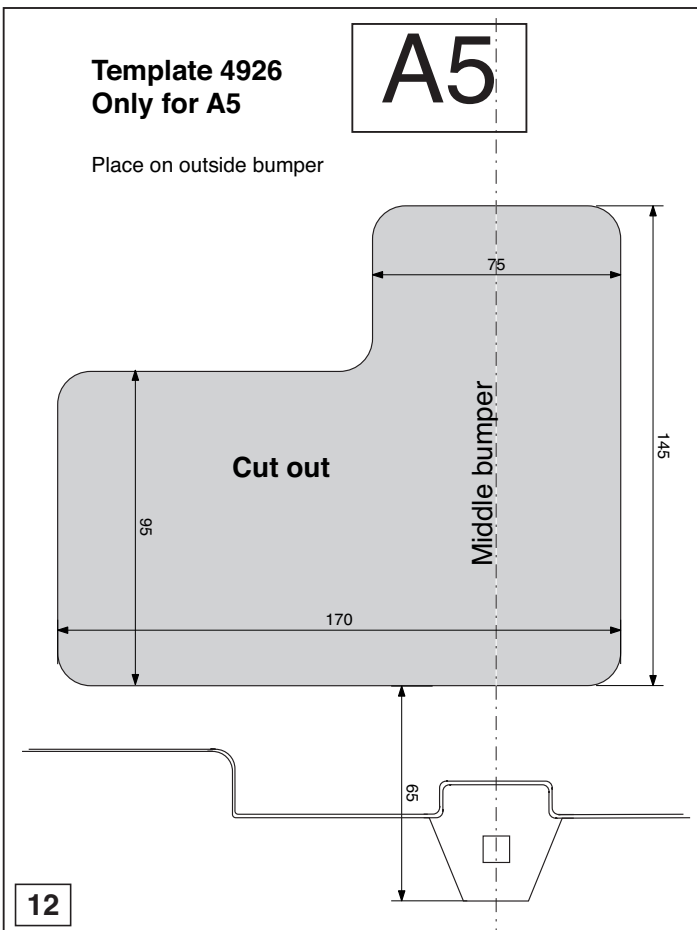 Template 4926
Only for A5
A5
Place on outside bumper
75
145
Middle bumper
Cut out
95
170
65
12